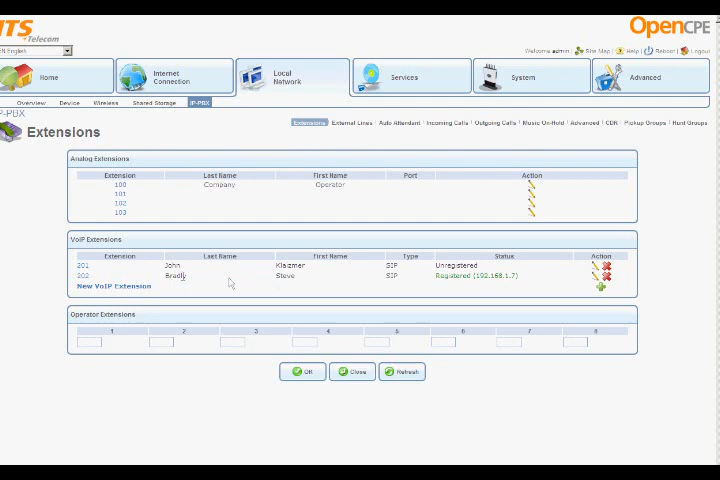 ITS Telecom
OpenCPE
EN English
Welcome admin | Site Map | Help | Reboot | Logout
Home
Internet Connection
Local Network
Services
System
Advanced
Overview Device Wireless Shared Storage IP-PBX
P-PBX
Extensions
Extensions | External Lines | Auto Attendant | Incoming Calls | Outgoing Calls | Music On-Hold | Advanced | CDR | Pickup Groups | Hunt Groups
Analog Extensions
Extension Last Name First Name Port Action
100 Company Operator
101
102
103
VoIP Extensions
Extension Last Name First Name Type Status Action
201 John Klaizmer SIP Unregistered
202 Bradly Steve SIP Registered (192.168.1.7)
New VoIP Extension
Operator Extensions
1 2 3 4 5 6 7 8
OK Close Refresh